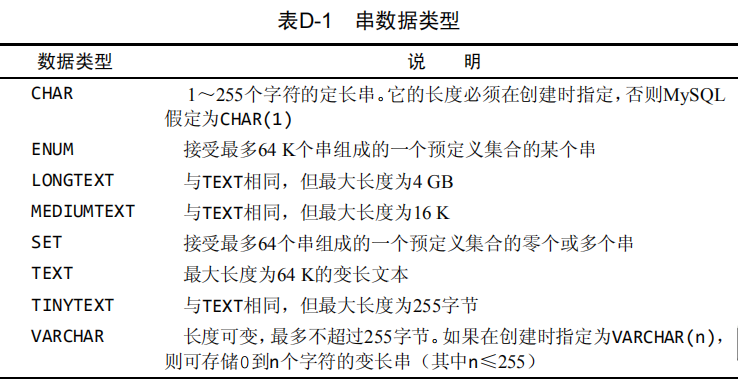 表D-1 串数据类型
数据类型 说 明
CHAR 1～255个字符的定长串。它的长度必须在创建时指定，否则MySQL
假定为CHAR(1)
ENUM 接受最多64 K个串组成的一个预定义集合的某个串
LONGTEXT 与TEXT相同，但最大长度为4 GB
MEDIUMTEXT 与TEXT相同，但最大长度为16 K
SET 接受最多64个串组成的一个预定义集合的零个或多个串
TEXT 最大长度为64 K的变长文本
TINYTEXT 与TEXT相同，但最大长度为255字节
VARCHAR 长度可变，最多不超过255字节。如果在创建时指定为VARCHAR(n)，
则可存储0到n个字符的变长串（其中n≤255）